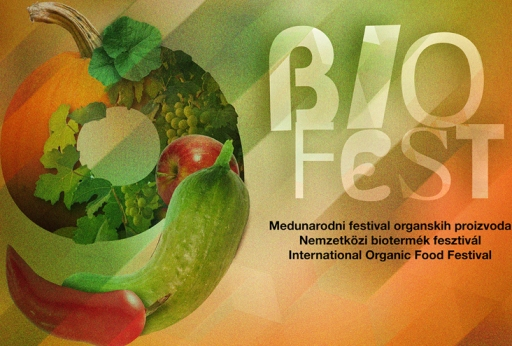 BIO
FeST
Medunarodni festival organskih proizvoda
Nemzetközi biotermék fesztivál
International Organic Food Festival